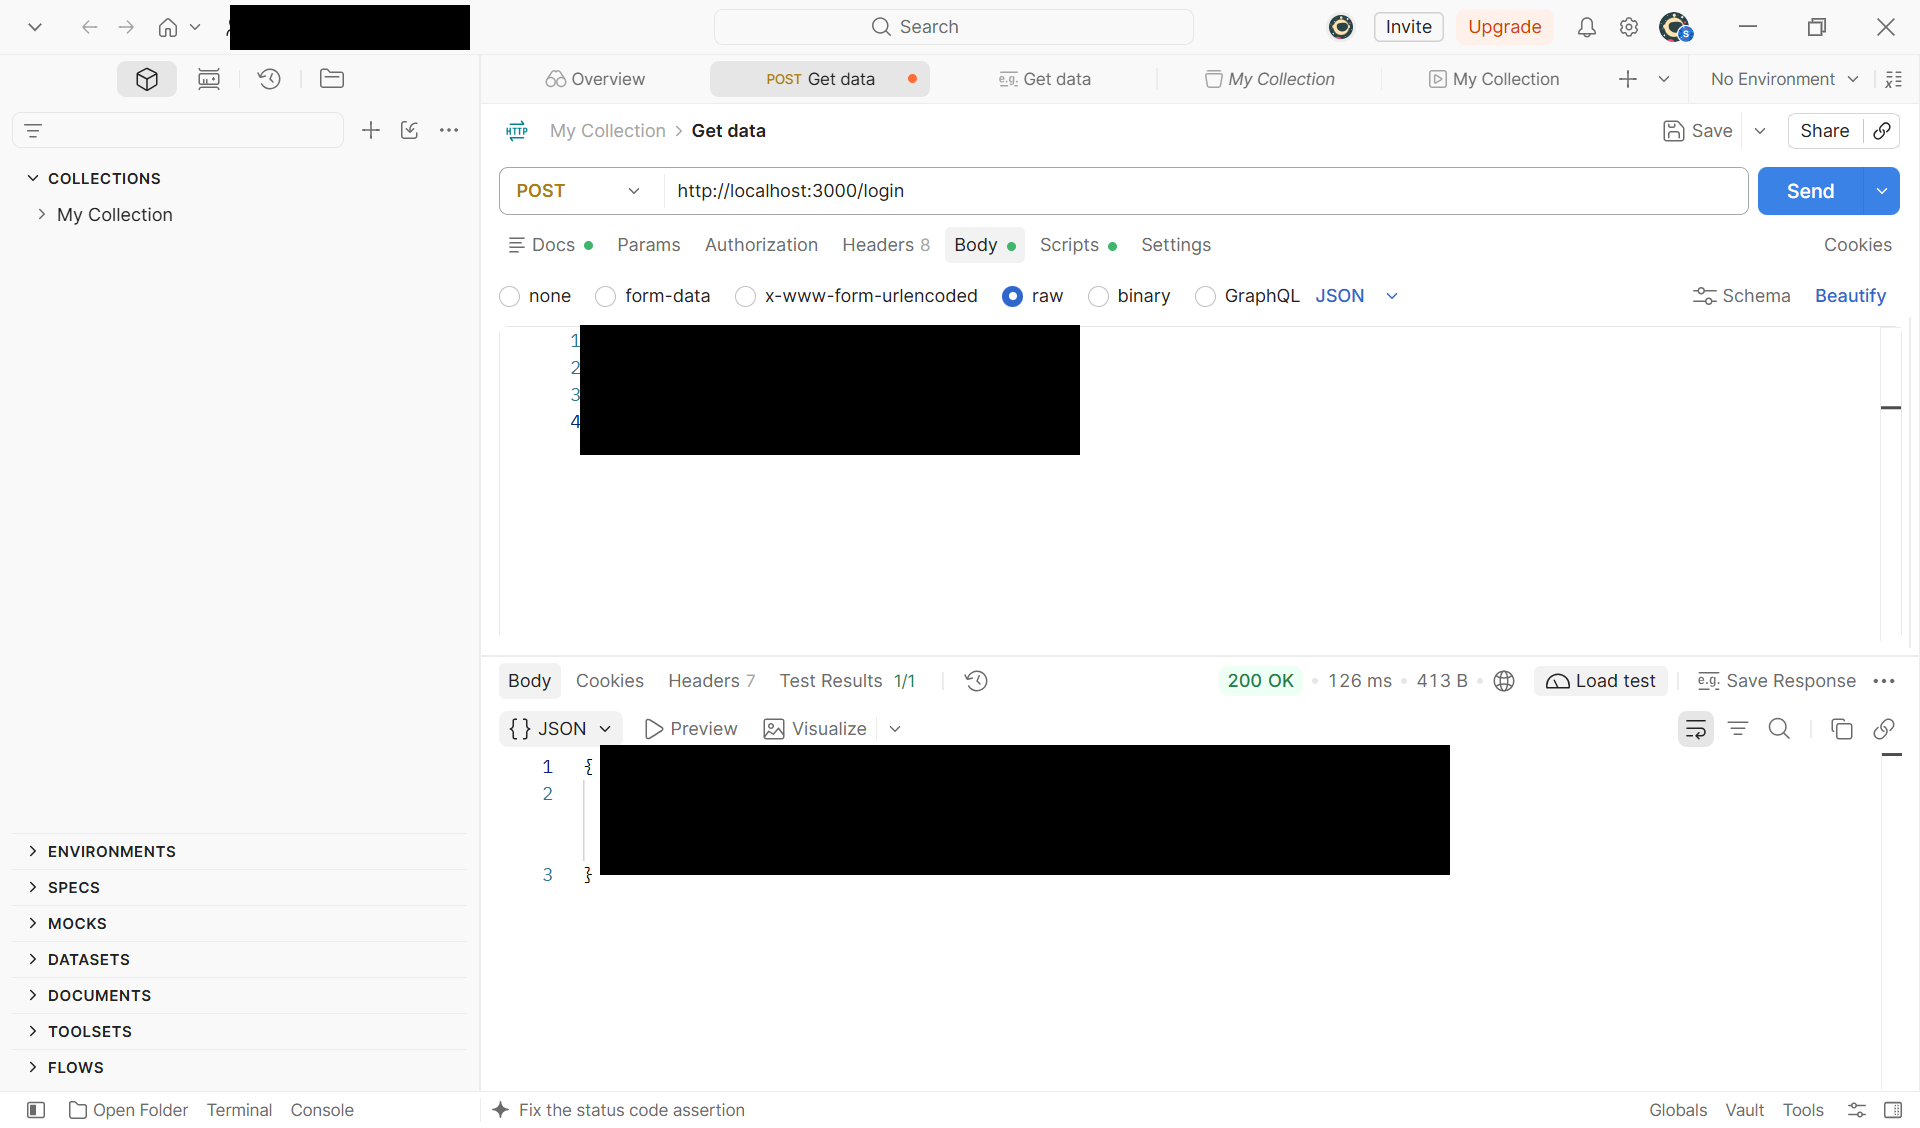 Search
Invite
Upgrade
Overview
POST Get data
e.g. Get data
My Collection
My Collection
No Environment
COLLECTIONS
My Collection
HTTP My Collection > Get data
Save
Share
POST
http://localhost:3000/login
Send
Docs
Params
Authorization
Headers 8
Body
Scripts
Settings
Cookies
none
form-data
x-www-form-urlencoded
raw
binary
GraphQL
JSON
Schema
Beautify
1
2
3
4
Body
Cookies
Headers 7
Test Results 1/1
200 OK
126 ms
413 B
Load test
e.g. Save Response
{} JSON
Preview
Visualize
1 {
2
3 }
ENVIRONMENTS
SPECS
MOCKS
DATASETS
DOCUMENTS
TOOLSETS
FLOWS
Open Folder
Terminal
Console
Fix the status code assertion
Globals
Vault
Tools